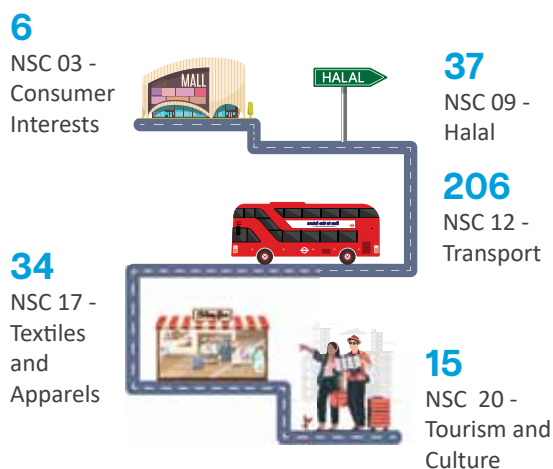 6
NSC 03 -
Consumer
Interests
MALL
HALAL
37
NSC 09 -
Halal
206
NSC 12 -
Transport
34
NSC 17 -
Textiles
and
Apparels
15
NSC 20 -
Tourism and
Culture